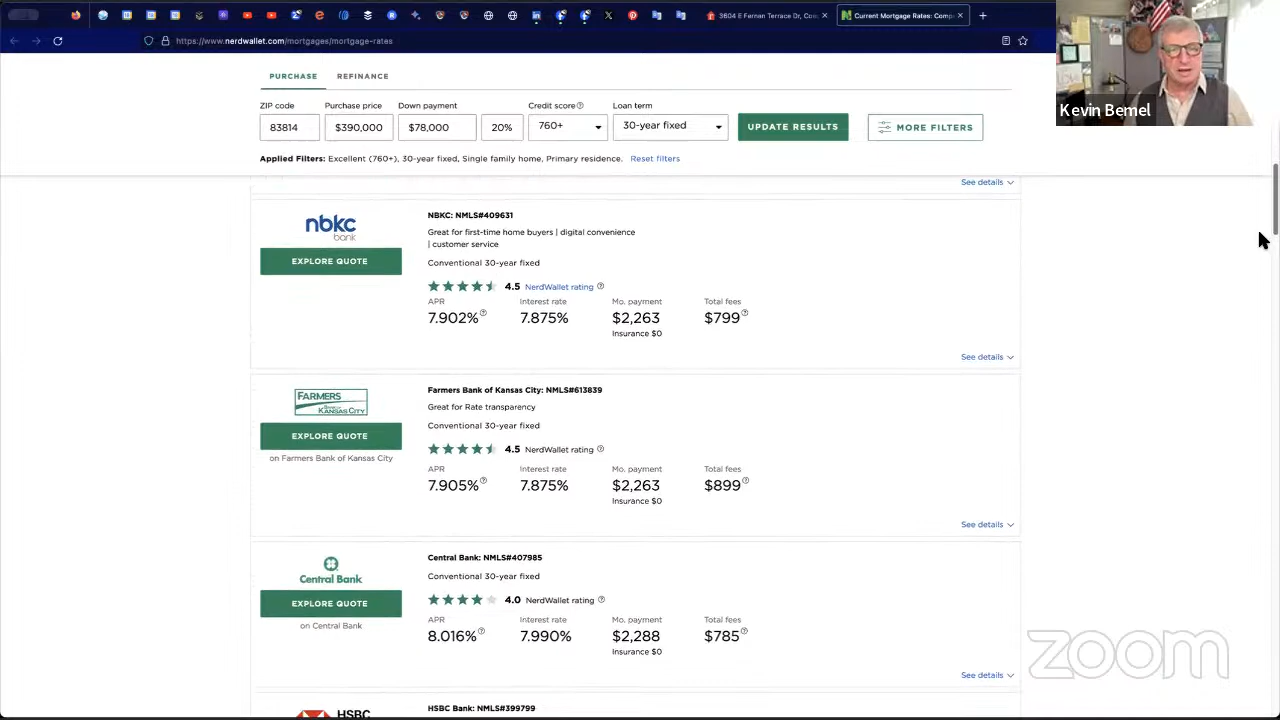 3604 E Fernan Terrace Dr, Coe
Current Mortgage Rates: Comp
https://www.nerdwallet.com/mortgages/mortgage-rates
Kevin Bemel
PURCHASE REFINANCE
ZIP code Purchase price Down payment Credit score Loan term
83814 $390,000 $78,000 20% 760+ 30-year fixed UPDATE RESULTS MORE FILTERS
Applied Filters: Excellent (760+), 30-year fixed, Single family home, Primary residence. Reset filters
See details
nbkc
bank
EXPLORE QUOTE
NBKC: NMLS#409631
Great for first-time home buyers | digital convenience
| customer service
Conventional 30-year fixed
4.5 NerdWallet rating
APR Interest rate Mo. payment Total fees
7.902% 7.875% $2,263 $799
Insurance $0
See details
FARMERS
BANK OF KANSAS CITY
EXPLORE QUOTE
on Farmers Bank of Kansas City
Farmers Bank of Kansas City: NMLS#613839
Great for Rate transparency
Conventional 30-year fixed
4.5 NerdWallet rating
APR Interest rate Mo. payment Total fees
7.905% 7.875% $2,263 $899
Insurance $0
See details
Central Bank
EXPLORE QUOTE
on Central Bank
Central Bank: NMLS#407985
Conventional 30-year fixed
4.0 NerdWallet rating
APR Interest rate Mo. payment Total fees
8.016% 7.990% $2,288 $785
Insurance $0
See details
zoom
HSBC
HSBC Bank: NMLS#399799